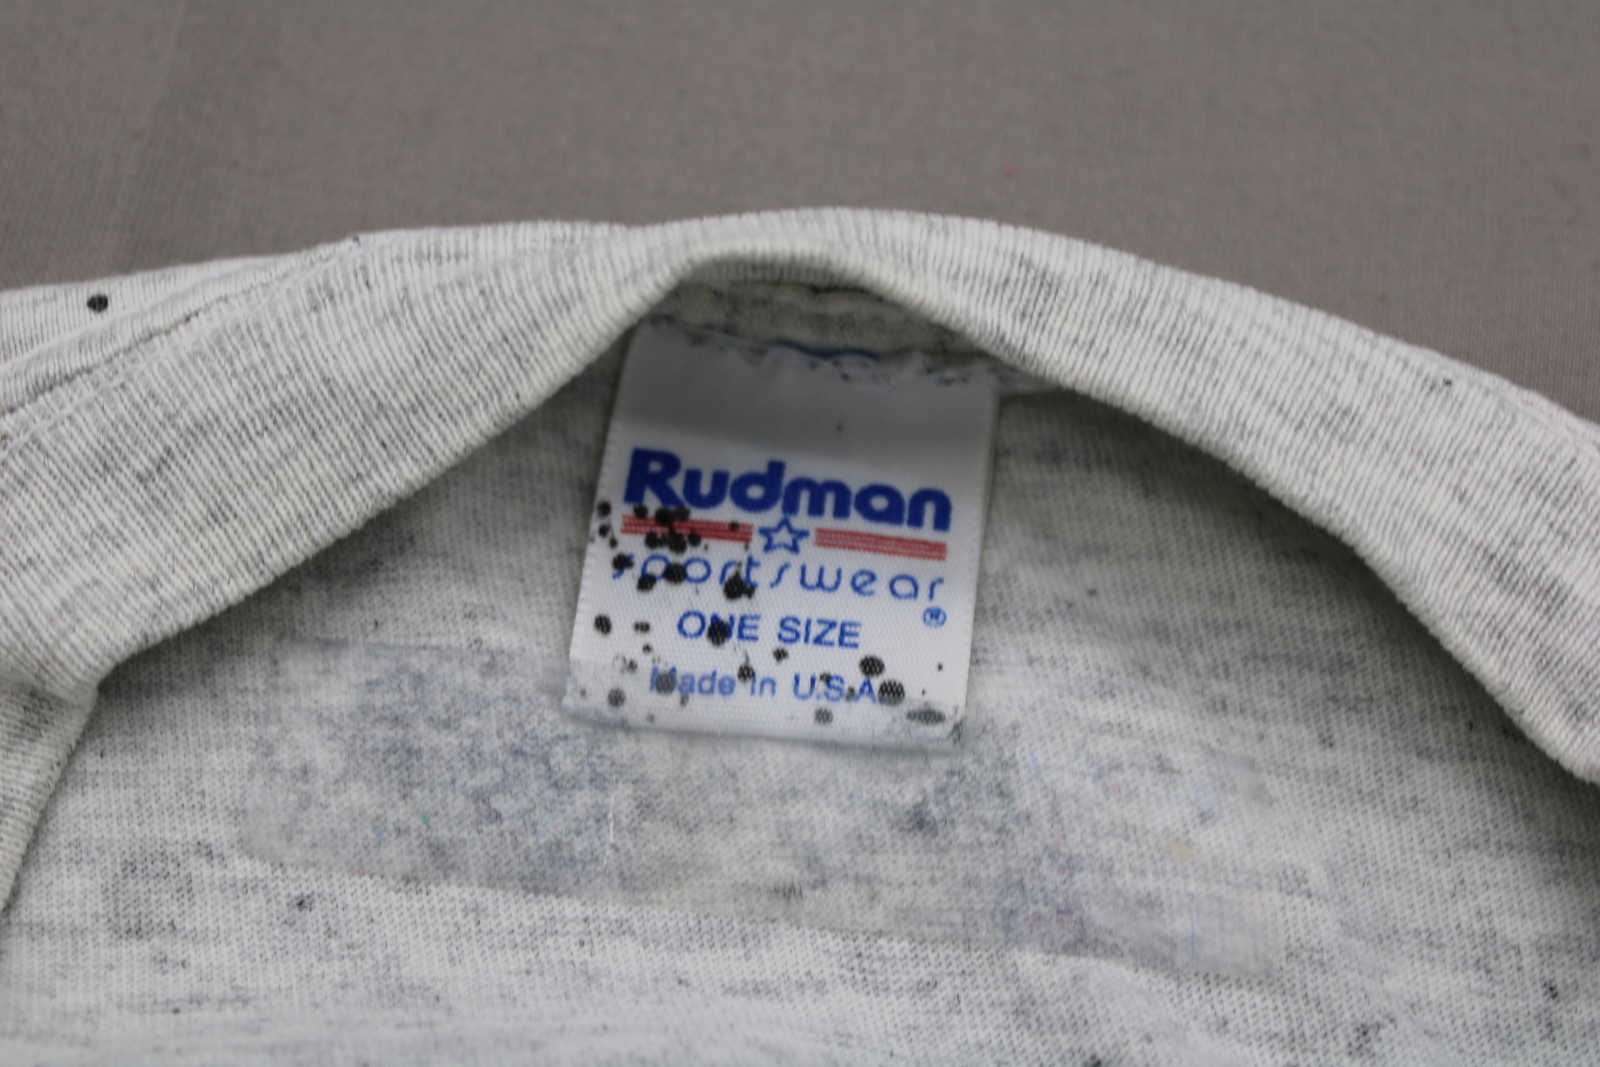 Rudman
sportswear
®
ONE SIZE
Made in U.S.A.